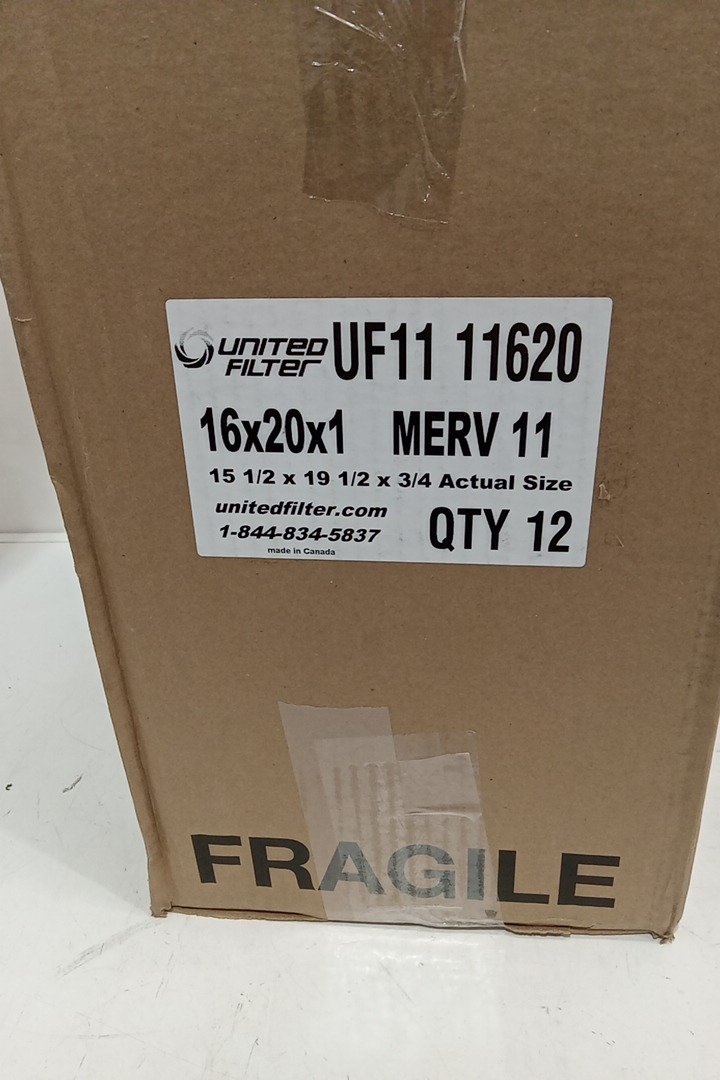 UNITED FILTER UF11 11620
16x20x1 MERV 11
15 1/2 x 19 1/2 x 3/4 Actual Size
unitedfilter.com
1-844-834-5837 QTY 12
made in Canada
FRAGILE